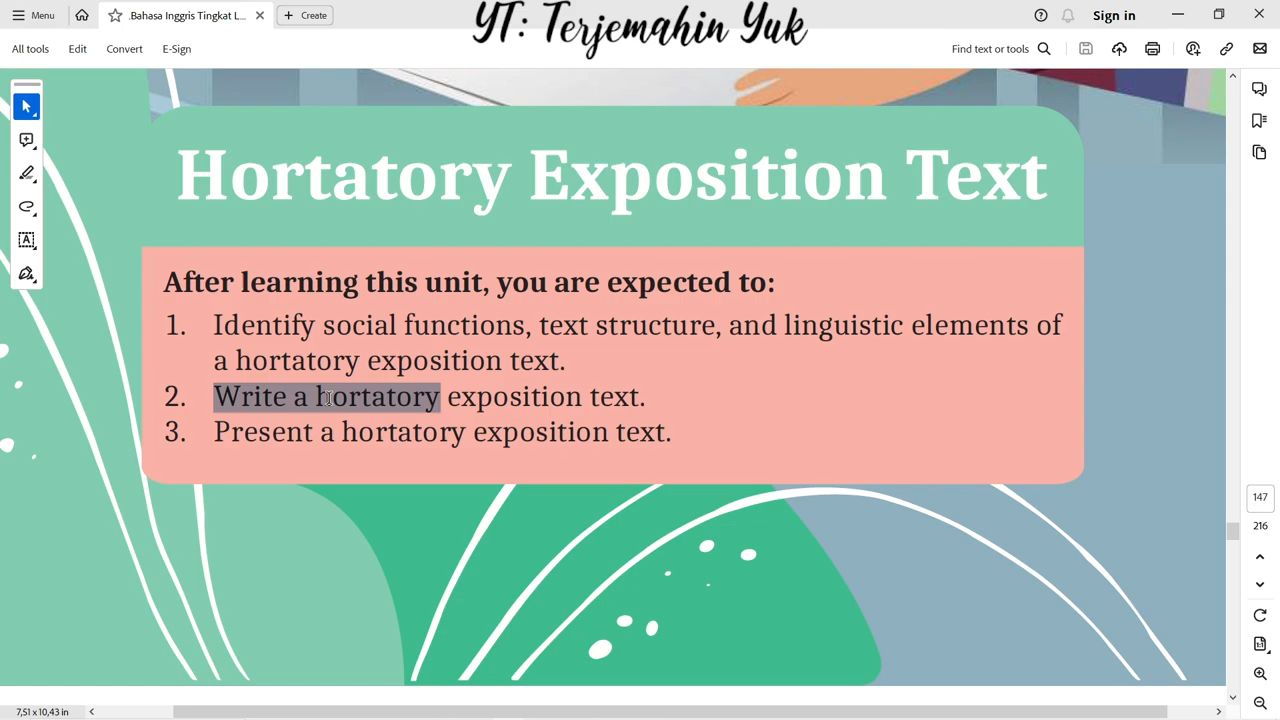 Menu
.Bahasa Inggris Tingkat L...
Create
YT: Terjemahin Yuk
Sign in
All tools
Edit
Convert
E-Sign
Find text or tools
Hortatory Exposition Text
After learning this unit, you are expected to:
1. Identify social functions, text structure, and linguistic elements of
a hortatory exposition text.
2. Write a hortatory exposition text.
3. Present a hortatory exposition text.
147
216
7,51 x 10,43 in